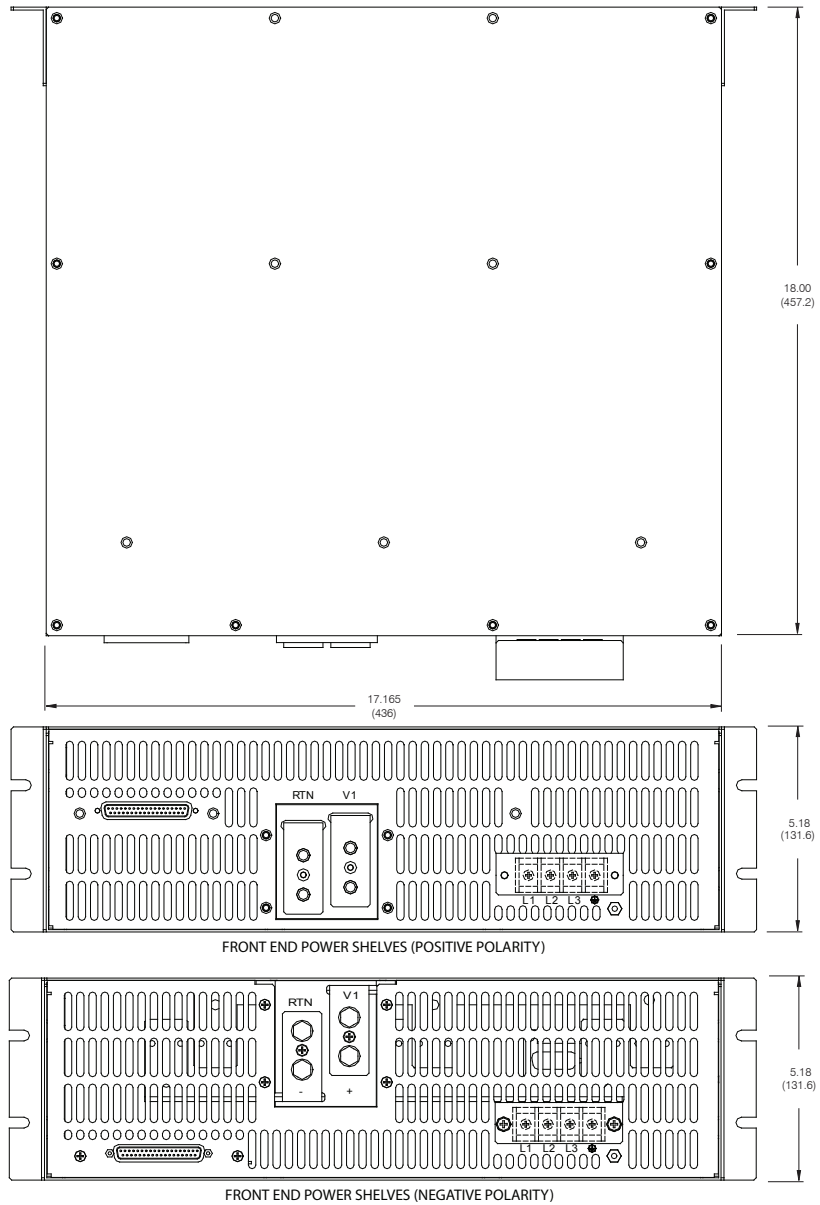 18.00
(457.2)
17.165
(436)
RTN V1
5.18
(131.6)
L1 L2 L3
FRONT END POWER SHELVES (POSITIVE POLARITY)
RTN V1
5.18
(131.6)
- +
L1 L2 L3
FRONT END POWER SHELVES (NEGATIVE POLARITY)